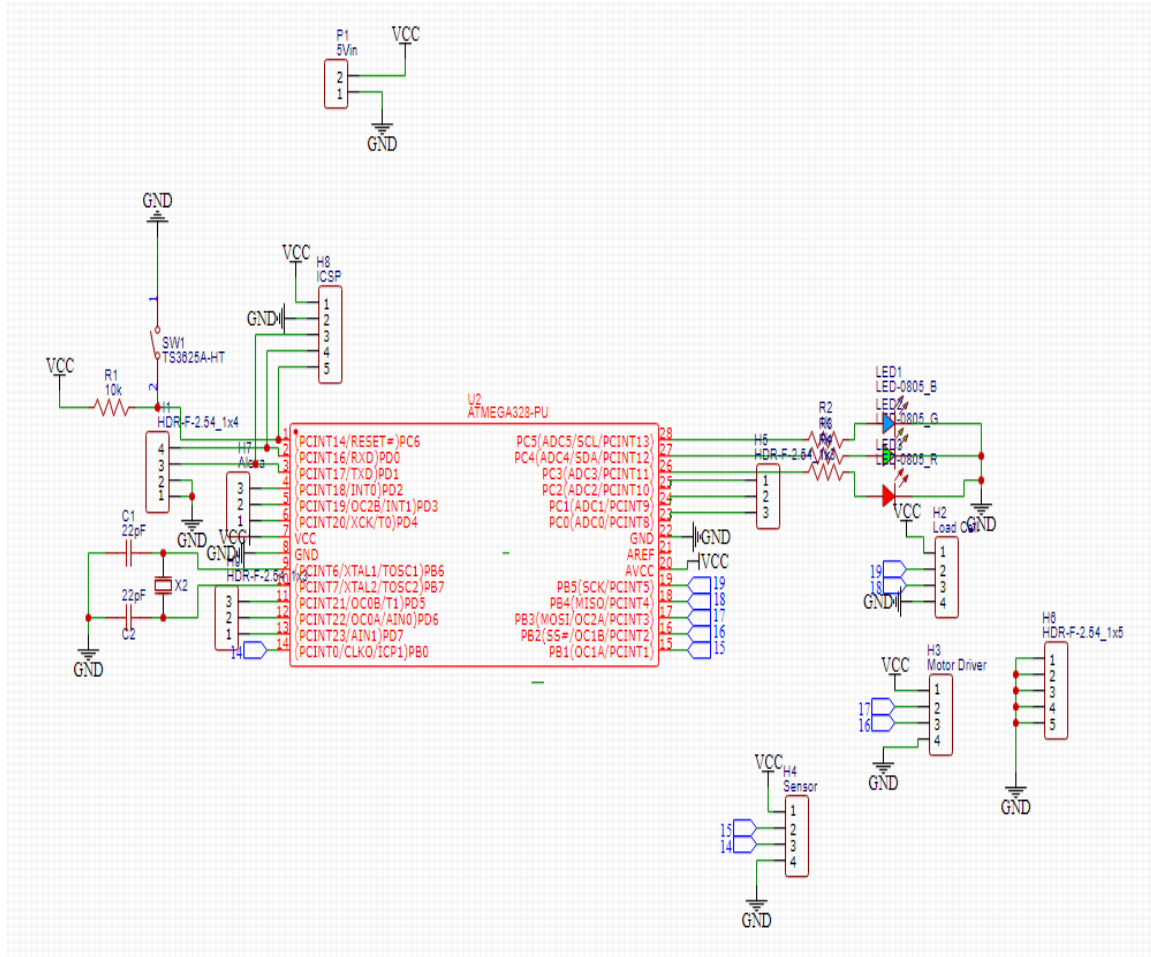 P1
5Vin
VCC
2
1
GND
GND
1
SW1
TS3625A-HT
2
VCC
R1
10k
VCC
H8
ICSP
GND
1
2
3
4
5
HDR-F-2.54_1x4
4
3
2
1
GND
H7
3
2
1
VCC
GND
C1
22pF
X2
22pF
C2
GND
3
2
1
14
U2
ATMEGA328-PU
1 (PCINT14/RESET#)PC6
2 (PCINT16/RXD)PD0
3 (PCINT17/TXD)PD1
4 (PCINT18/INT0)PD2
5 (PCINT19/OC2B/INT1)PD3
6 (PCINT20/XCK/T0)PD4
7 VCC
8 GND
9 (PCINT6/XTAL1/TOSC1)PB6
10 (PCINT7/XTAL2/TOSC2)PB7
11 (PCINT21/OC0B/T1)PD5
12 (PCINT22/OC0A/AIN0)PD6
13 (PCINT23/AIN1)PD7
14 (PCINT0/CLKO/ICP1)PB0
PC5(ADC5/SCL/PCINT13) 28
PC4(ADC4/SDA/PCINT12) 27
PC3(ADC3/PCINT11) 26
PC2(ADC2/PCINT10) 25
PC1(ADC1/PCINT9) 24
PC0(ADC0/PCINT8) 23
GND 22
AREF 21
AVCC 20
PB5(SCK/PCINT5) 19
PB4(MISO/PCINT4) 18
PB3(MOSI/OC2A/PCINT3) 17
PB2(SS#/OC1B/PCINT2) 16
PB1(OC1A/PCINT1) 15
GND
VCC
19
18
17
16
15
R2
LED1
LED-0805_B
LED2
LED-0805_G
LED3
LED-0805_R
GND
H5
1
2
3
VCC
H2
Load
1
2
3
4
19
18
GND
H3
Motor Driver
VCC
1
2
3
4
17
16
GND
H6
HDR-F-2.54_1x5
1
2
3
4
5
GND
VCC
H4
Sensor
1
2
3
4
15
14
GND